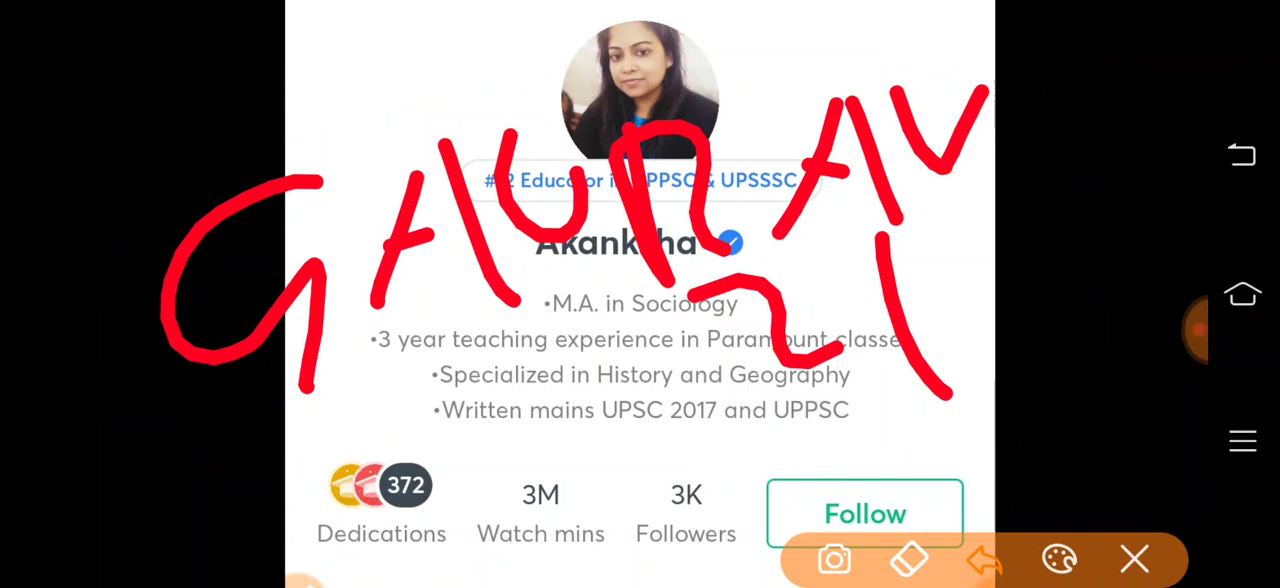 #2 Educator in UPPSC & UPSSSC
GAURAV
Akanksha
21
•M.A. in Sociology
•3 year teaching experience in Paramount classes
•Specialized in History and Geography
•Written mains UPSC 2017 and UPPSC
372
Dedications
3M
Watch mins
3K
Followers
Follow